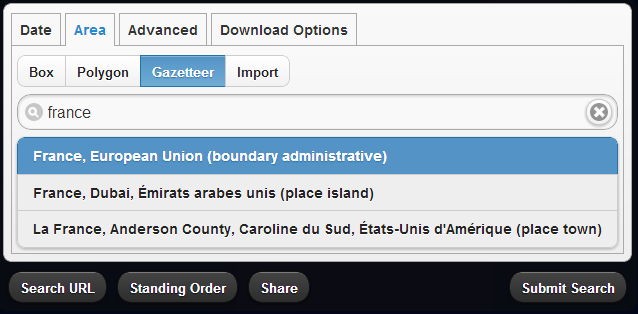 Date Area Advanced Download Options
Box Polygon Gazetteer Import
france
France, European Union (boundary administrative)
France, Dubai, Émirats arabes unis (place island)
La France, Anderson County, Caroline du Sud, États-Unis d'Amérique (place town)
Search URL Standing Order Share Submit Search